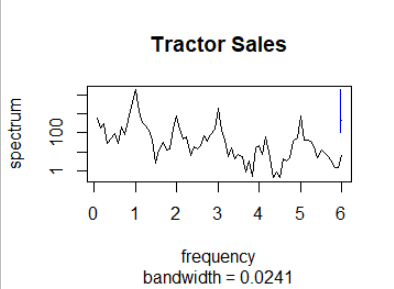 Tractor Sales
spectrum
100
1
0 1 2 3 4 5 6
frequency
bandwidth = 0.0241